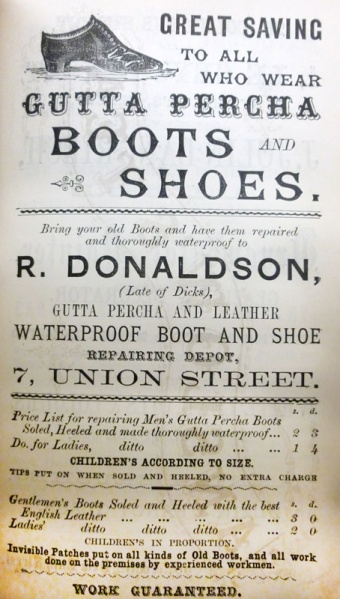 GREAT SAVING
TO ALL
WHO WEAR
GUTTA PERCHA
BOOTS AND
SHOES.
Bring your old Boots and have them repaired
and thoroughly waterproof to
R. DONALDSON,
(Late of Dicks),
GUTTA PERCHA AND LEATHER
WATERPROOF BOOT AND SHOE
REPAIRING DEPOT,
7, UNION STREET.
Price List for repairing Men's Gutta Percha Boots s. d.
Soled, Heeled and made thoroughly waterproof... 2 3
Do. for Ladies, ditto ditto ... ... 1 4
CHILDREN'S ACCORDING TO SIZE.
TIPS PUT ON WHEN SOLD AND HEELED, NO EXTRA CHARGE
Gentlemen's Boots Soled and Heeled with the best s. d.
English Leather ... ... ... ... ... ... 3 0
Ladies' ditto ditto ditto ... 2 0
CHILDREN'S IN PROPORTION.
Invisible Patches put on all kinds of Old Boots, and all work
done on the premises by experienced workmen.
WORK GUARANTEED.